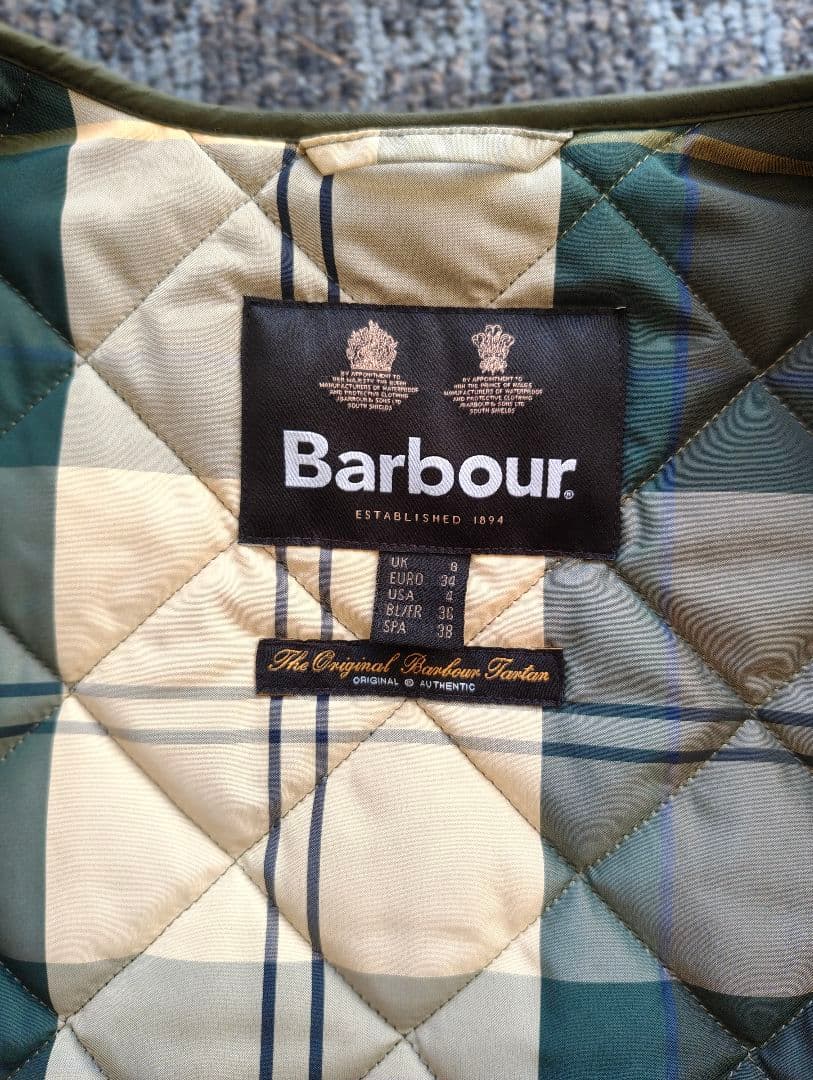 BY APPOINTMENT TO
HER MAJESTY THE QUEEN
MANUFACTURERS OF WATERPROOF
AND PROTECTIVE CLOTHING
J.BARBOUR & SONS LTD
SOUTH SHIELDS
BY APPOINTMENT TO
HRH THE PRINCE OF WALES
MANUFACTURERS OF WATERPROOF
AND PROTECTIVE CLOTHING
J.BARBOUR & SONS LTD
SOUTH SHIELDS
Barbour®
ESTABLISHED 1894
UK 8
EURO 34
USA 4
BL/FR 36
SPA 38
The Original Barbour Tartan
ORIGINAL & AUTHENTIC